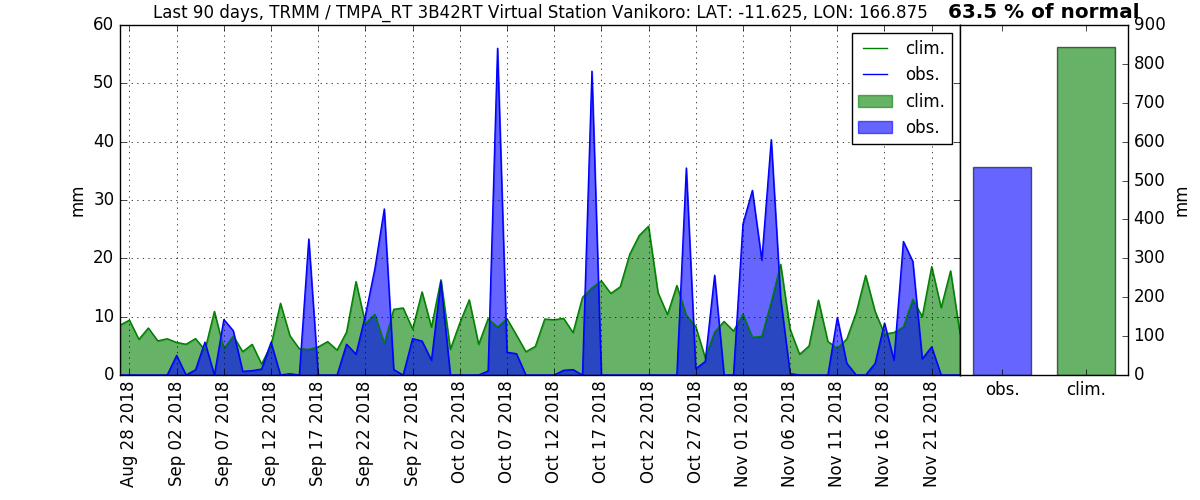 Last 90 days, TRMM / TMPA_RT 3B42RT Virtual Station Vanikoro: LAT: -11.625, LON: 166.875
63.5 % of normal
60
50
40
30
20
10
0
mm
clim.
obs.
clim.
obs.
900
800
700
600
500
400
300
200
100
0
mm
Aug 28 2018
Sep 02 2018
Sep 07 2018
Sep 12 2018
Sep 17 2018
Sep 22 2018
Sep 27 2018
Oct 02 2018
Oct 07 2018
Oct 12 2018
Oct 17 2018
Oct 22 2018
Oct 27 2018
Nov 01 2018
Nov 06 2018
Nov 11 2018
Nov 16 2018
Nov 21 2018
obs.
clim.